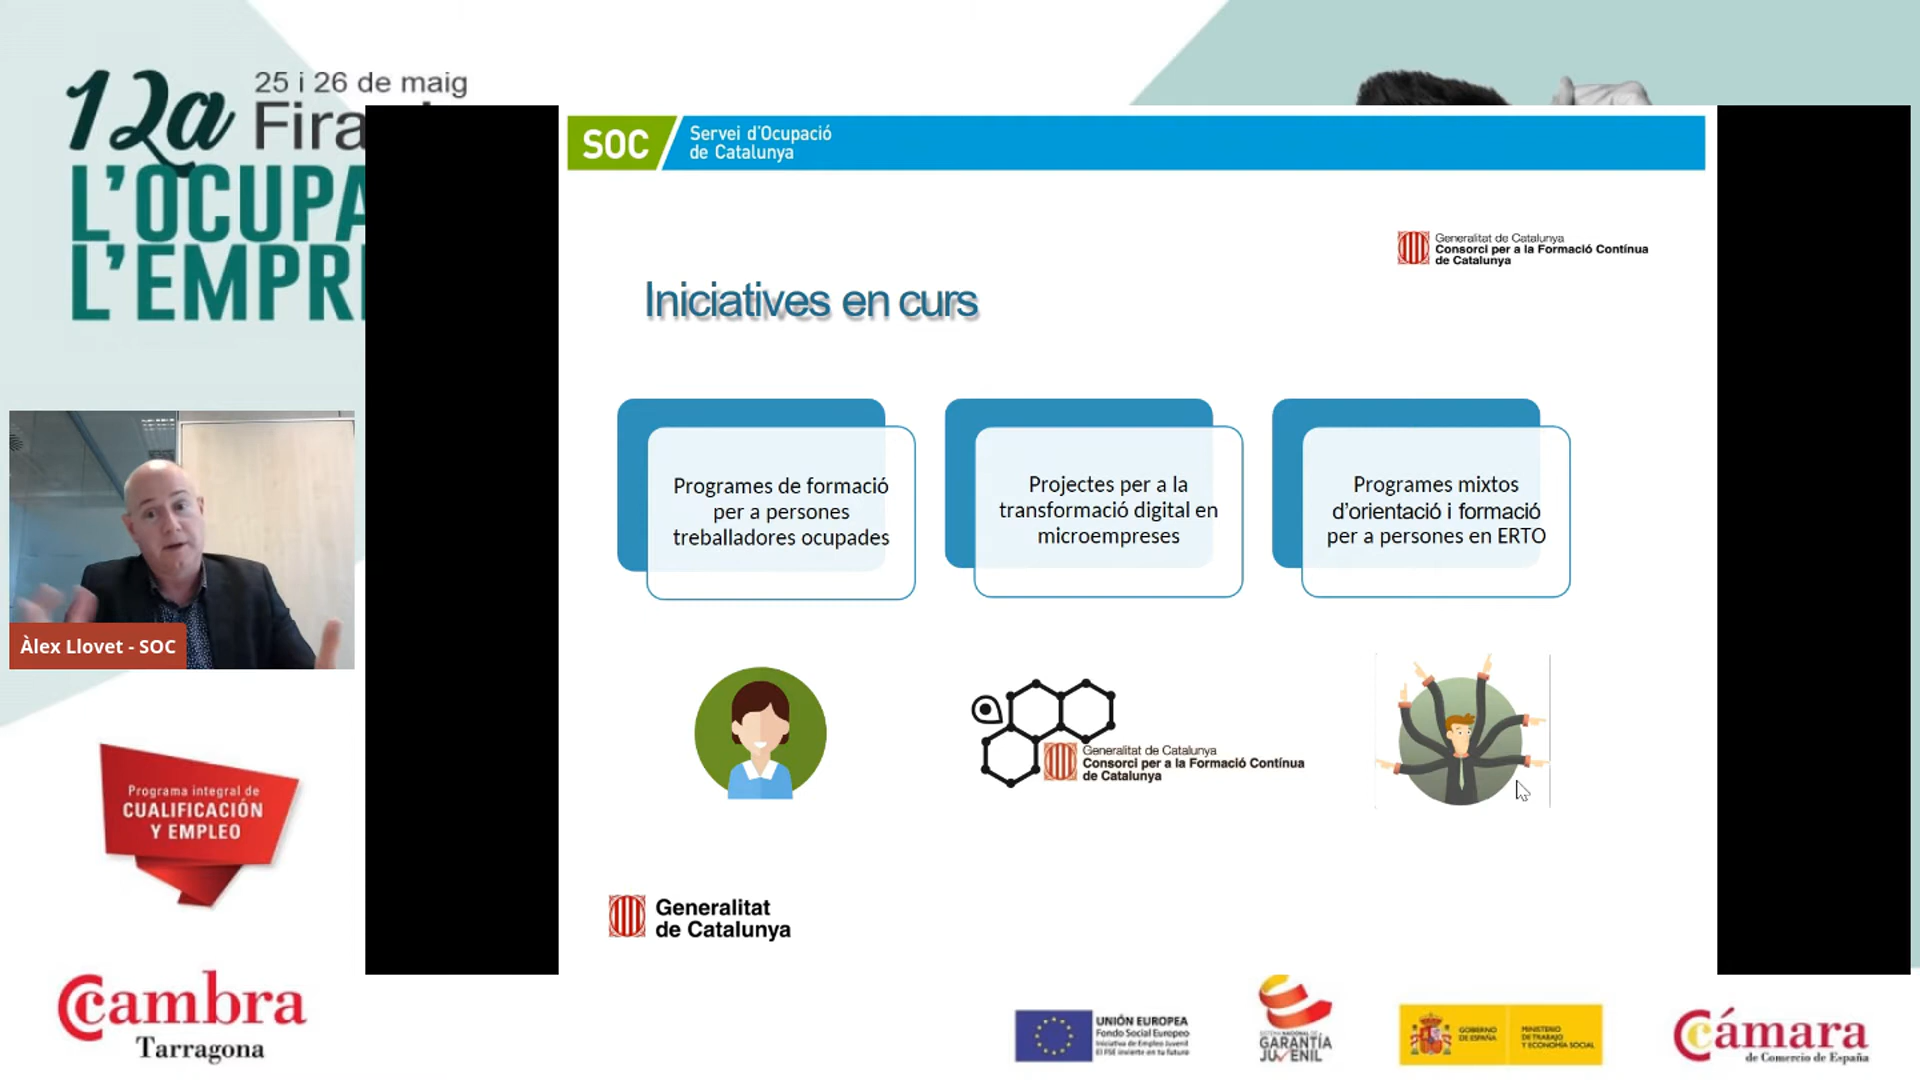 12a
25 i 26 de maig
Fira
L'OCUPA
L'EMPR
SOC
Servei d'Ocupació
de Catalunya
Generalitat de Catalunya
Consorci per a la Formació Contínua
de Catalunya
Iniciatives en curs
Programes de formació
per a persones
treballadores ocupades
Projectes per a la
transformació digital en
microempreses
Programes mixtos
d'orientació i formació
per a persones en ERTO
Àlex Llovet - SOC
Generalitat de Catalunya
Consorci per a la Formació Contínua
de Catalunya
Programa integral de
CUALIFICACIÓN
Y EMPLEO
Generalitat
de Catalunya
Cambra
Tarragona
UNIÓN EUROPEA
Fondo Social Europeo
Iniciativa de Empleo Juvenil
El FSE invierte en tu futuro
SISTEMA NACIONAL DE
GARANTÍA
JUVENIL
GOBIERNO
DE ESPAÑA
MINISTERIO
DE TRABAJO
Y ECONOMÍA SOCIAL
Cámara
de Comercio de España